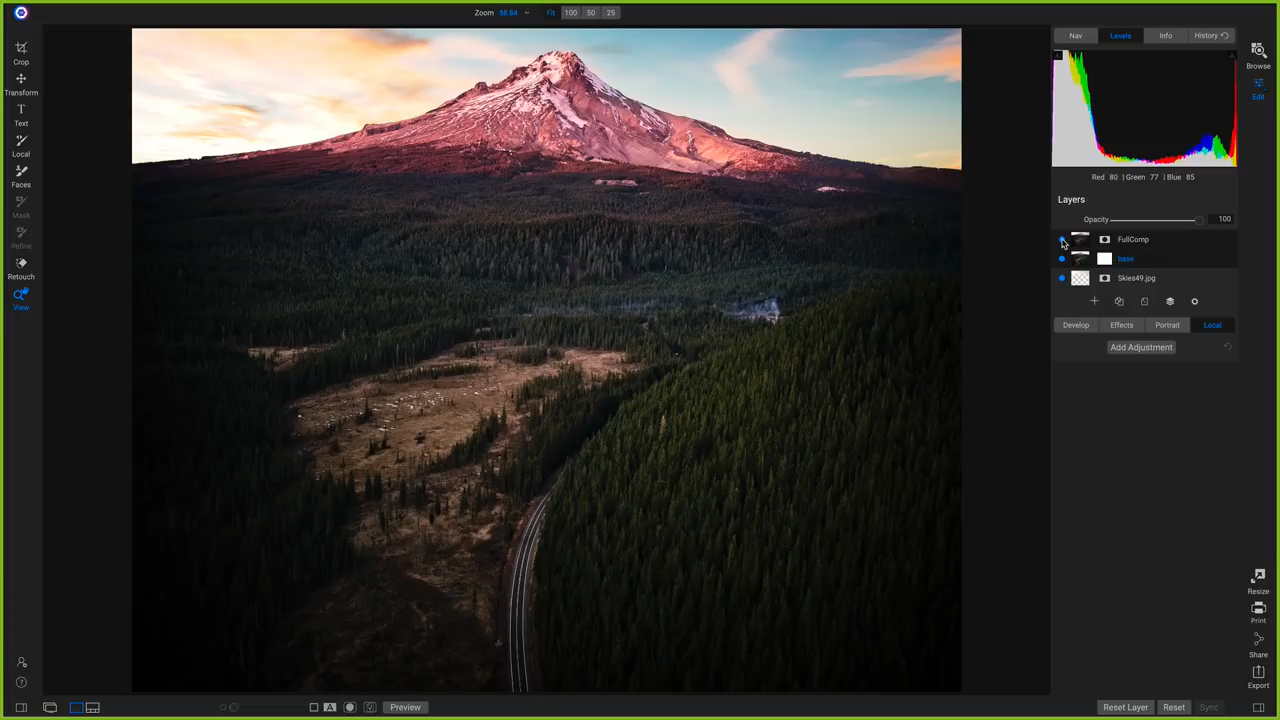 Zoom 88.84 Fit 100 50 25
Crop
Transform
Text
Local
Faces
Mask
Refine
Retouch
View
Nav Levels Info History
Red 80 | Green 77 | Blue 85
Layers
Opacity 100
FullComp
base
Skies49.jpg
Develop Effects Portrait Local
Add Adjustment
Browse
Edit
Resize
Print
Share
Export
A Preview
Reset Layer Reset Sync